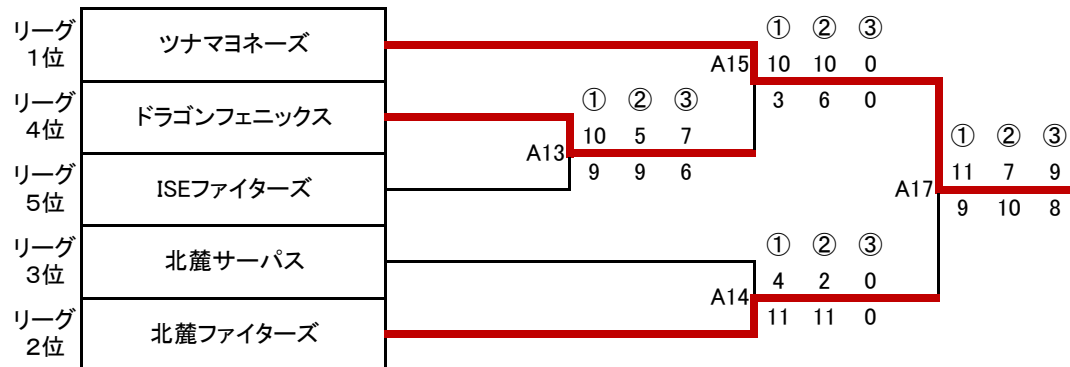 リーグ
1位
ツナマヨネーズ
リーグ
4位
ドラゴンフェニックス
リーグ
5位
ISEファイターズ
リーグ
3位
北麓サーパス
リーグ
2位
北麓ファイターズ
A13
① ② ③
10 5 7
9 9 6
A15
① ② ③
10 10 0
3 6 0
A14
① ② ③
4 2 0
11 11 0
A17
① ② ③
11 7 9
9 10 8